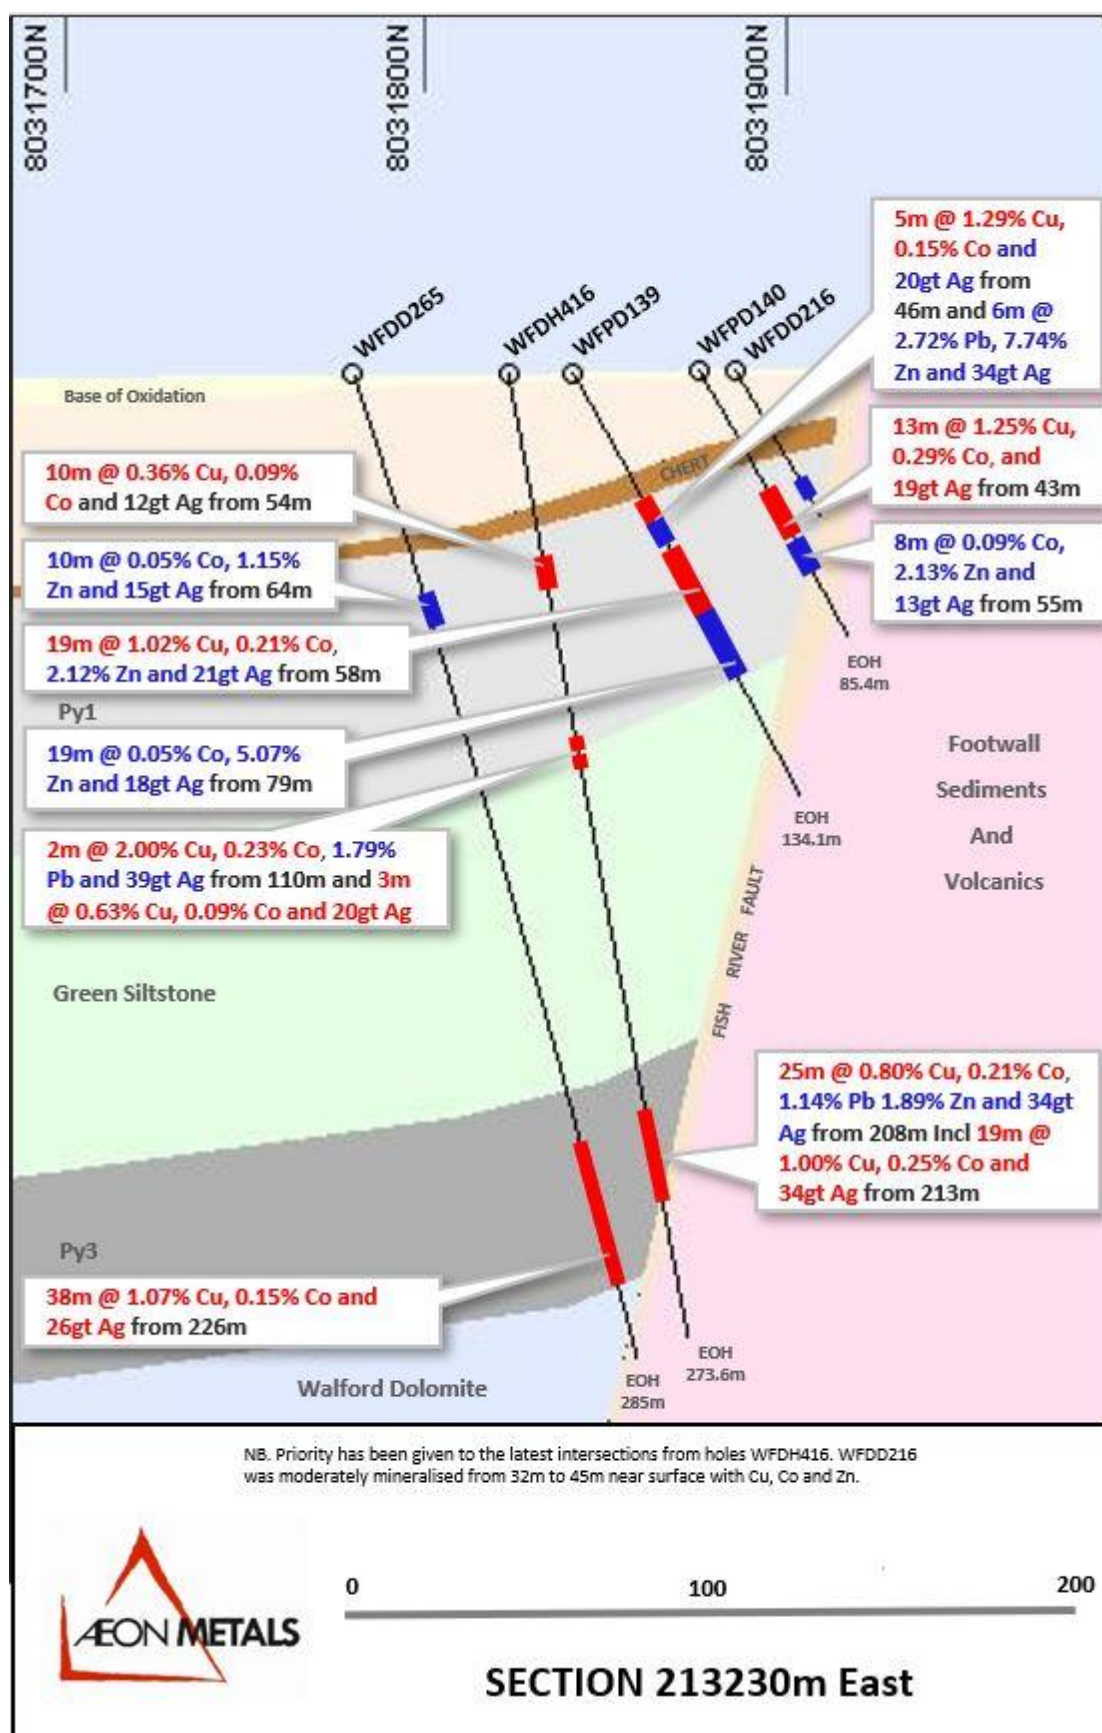 8031700N
8031800N
8031900N
WFDD265
WFDH416
WFPD139
WFPD140
WFDD216
5m @ 1.29% Cu,
0.15% Co and
20gt Ag from
46m and 6m @
2.72% Pb, 7.74%
Zn and 34gt Ag
Base of Oxidation
CHERT
13m @ 1.25% Cu,
0.29% Co, and
19gt Ag from 43m
10m @ 0.36% Cu, 0.09%
Co and 12gt Ag from 54m
8m @ 0.09% Co,
2.13% Zn and
13gt Ag from 55m
10m @ 0.05% Co, 1.15%
Zn and 15gt Ag from 64m
19m @ 1.02% Cu, 0.21% Co,
2.12% Zn and 21gt Ag from 58m
EOH
85.4m
Py1
19m @ 0.05% Co, 5.07%
Zn and 18gt Ag from 79m
Footwall
Sediments
And
Volcanics
EOH
134.1m
2m @ 2.00% Cu, 0.23% Co, 1.79%
Pb and 39gt Ag from 110m and 3m
@ 0.63% Cu, 0.09% Co and 20gt Ag
FISH RIVER FAULT
Green Siltstone
25m @ 0.80% Cu, 0.21% Co,
1.14% Pb 1.89% Zn and 34gt
Ag from 208m Incl 19m @
1.00% Cu, 0.25% Co and
34gt Ag from 213m
Py3
38m @ 1.07% Cu, 0.15% Co and
26gt Ag from 226m
EOH
273.6m
EOH
285m
Walford Dolomite
NB. Priority has been given to the latest intersections from holes WFDH416. WFDD216
was moderately mineralised from 32m to 45m near surface with Cu, Co and Zn.
ÆON METALS
0 100 200
SECTION 213230m East